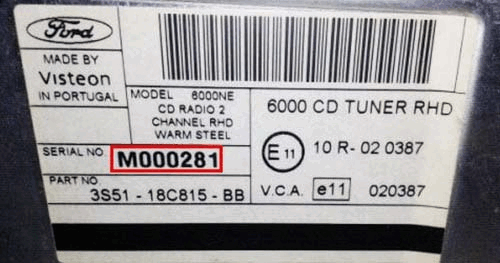 Ford
MADE BY
Visteon
IN PORTUGAL
MODEL 6000NE
CD RADIO 2
CHANNEL RHD
WARM STEEL
6000 CD TUNER RHD
SERIAL NO. M000281
E 11 10 R- 02 0387
PART NO.
3S51 - 18C815 - BB
V.C.A. e11 020387